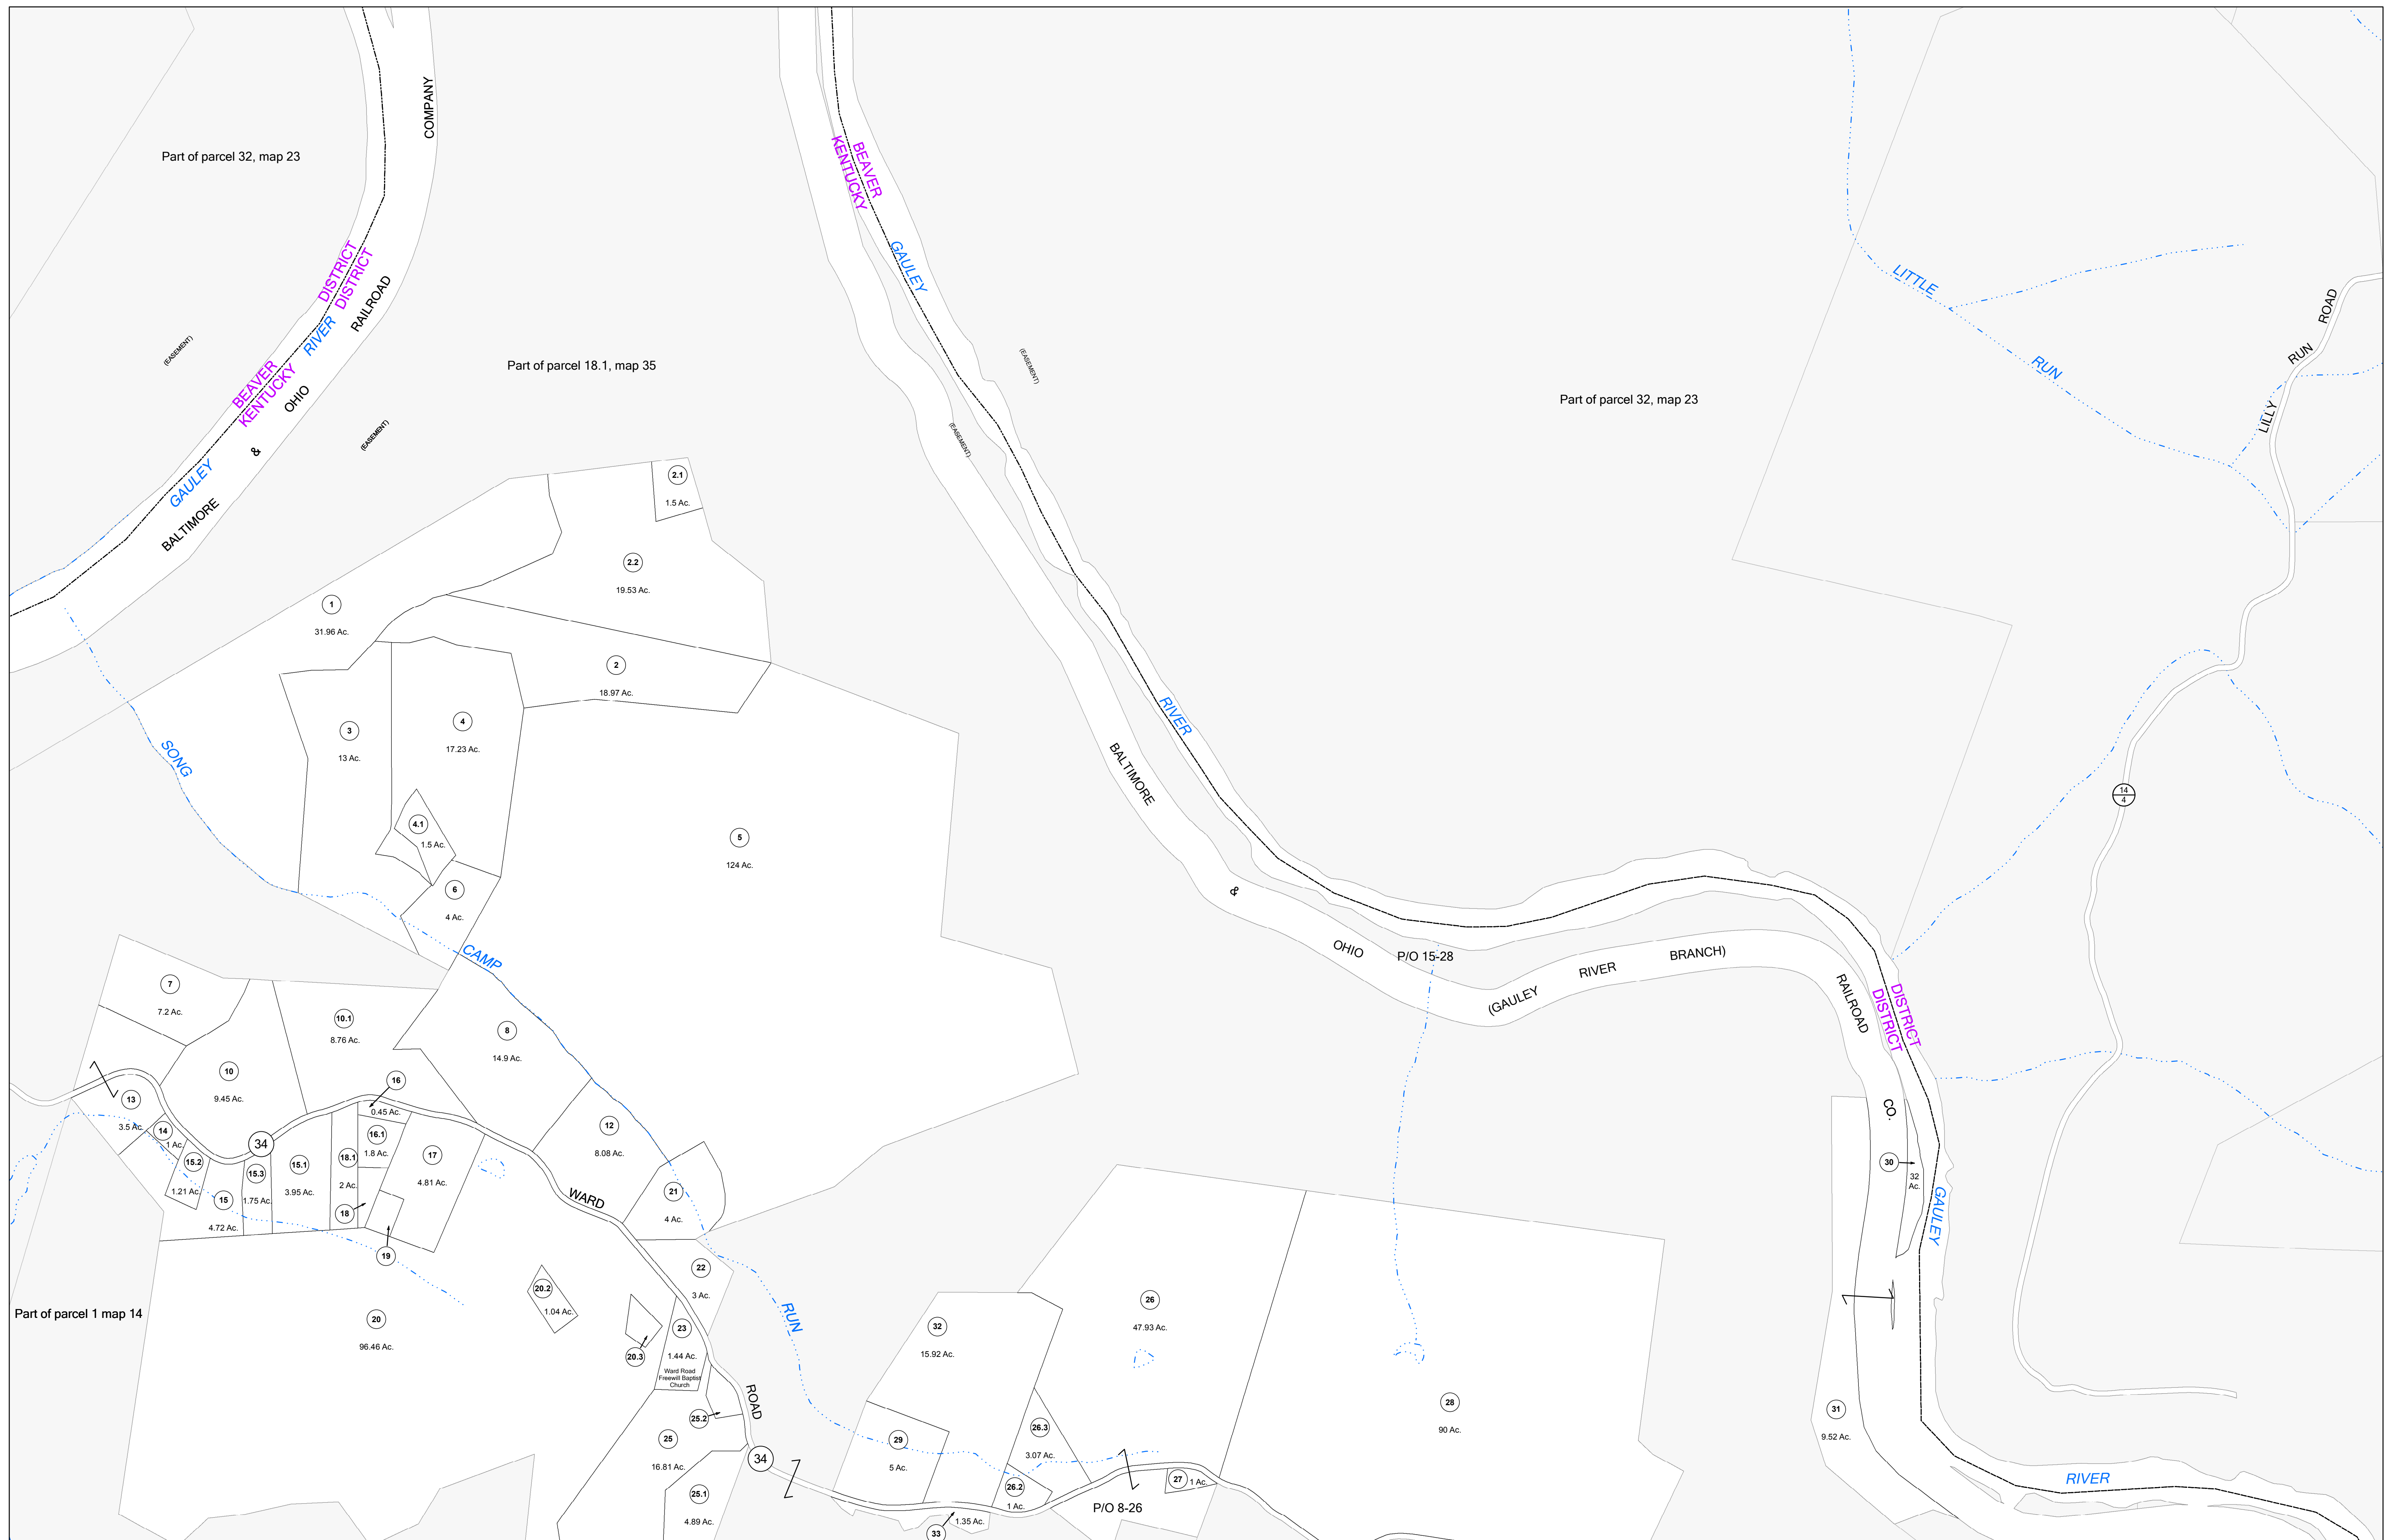 COMPANY
Part of parcel 32, map 23
DISTRICT
DISTRICT
RAILROAD
RIVER
(EASEMENT)
BEAVER
KENTUCKY
OHIO
&
(EASEMENT)
GAULEY
BALTIMORE
Part of parcel 18.1, map 35
BEAVER
KENTUCKY
GAULEY
(EASEMENT)
(EASEMENT)
Part of parcel 32, map 23
LITTLE
RUN
ROAD
RUN
LILLY
2.1
1.5 Ac.
2.2
19.53 Ac.
1
31.96 Ac.
2
18.97 Ac.
3
13 Ac.
4
17.23 Ac.
4.1
1.5 Ac.
5
124 Ac.
6
4 Ac.
SONG
CAMP
RIVER
BALTIMORE
&
OHIO
P/O 15-28
(GAULEY
RIVER
BRANCH)
RAILROAD
CO.
DISTRICT
DISTRICT
14
4
7
7.2 Ac.
10.1
8.76 Ac.
8
14.9 Ac.
10
9.45 Ac.
16
0.45 Ac.
13
3.5 Ac.
14
1 Ac.
34
15.2
1.21 Ac.
15.3
1.75 Ac.
15.1
3.95 Ac.
15
4.72 Ac.
18.1
2 Ac.
16.1
1.8 Ac.
17
4.81 Ac.
18
19
12
8.08 Ac.
WARD
21
4 Ac.
30
32
Ac.
GAULEY
22
3 Ac.
20.2
1.04 Ac.
Part of parcel 1 map 14
20
96.46 Ac.
20.3
23
1.44 Ac.
Ward Road
Freewill Baptist
Church
RUN
ROAD
25.2
25
16.81 Ac.
34
25.1
4.89 Ac.
32
15.92 Ac.
26
47.93 Ac.
29
5 Ac.
26.3
3.07 Ac.
26.2
1 Ac.
27
1 Ac.
P/O 8-26
33
1.35 Ac.
28
90 Ac.
31
9.52 Ac.
RIVER